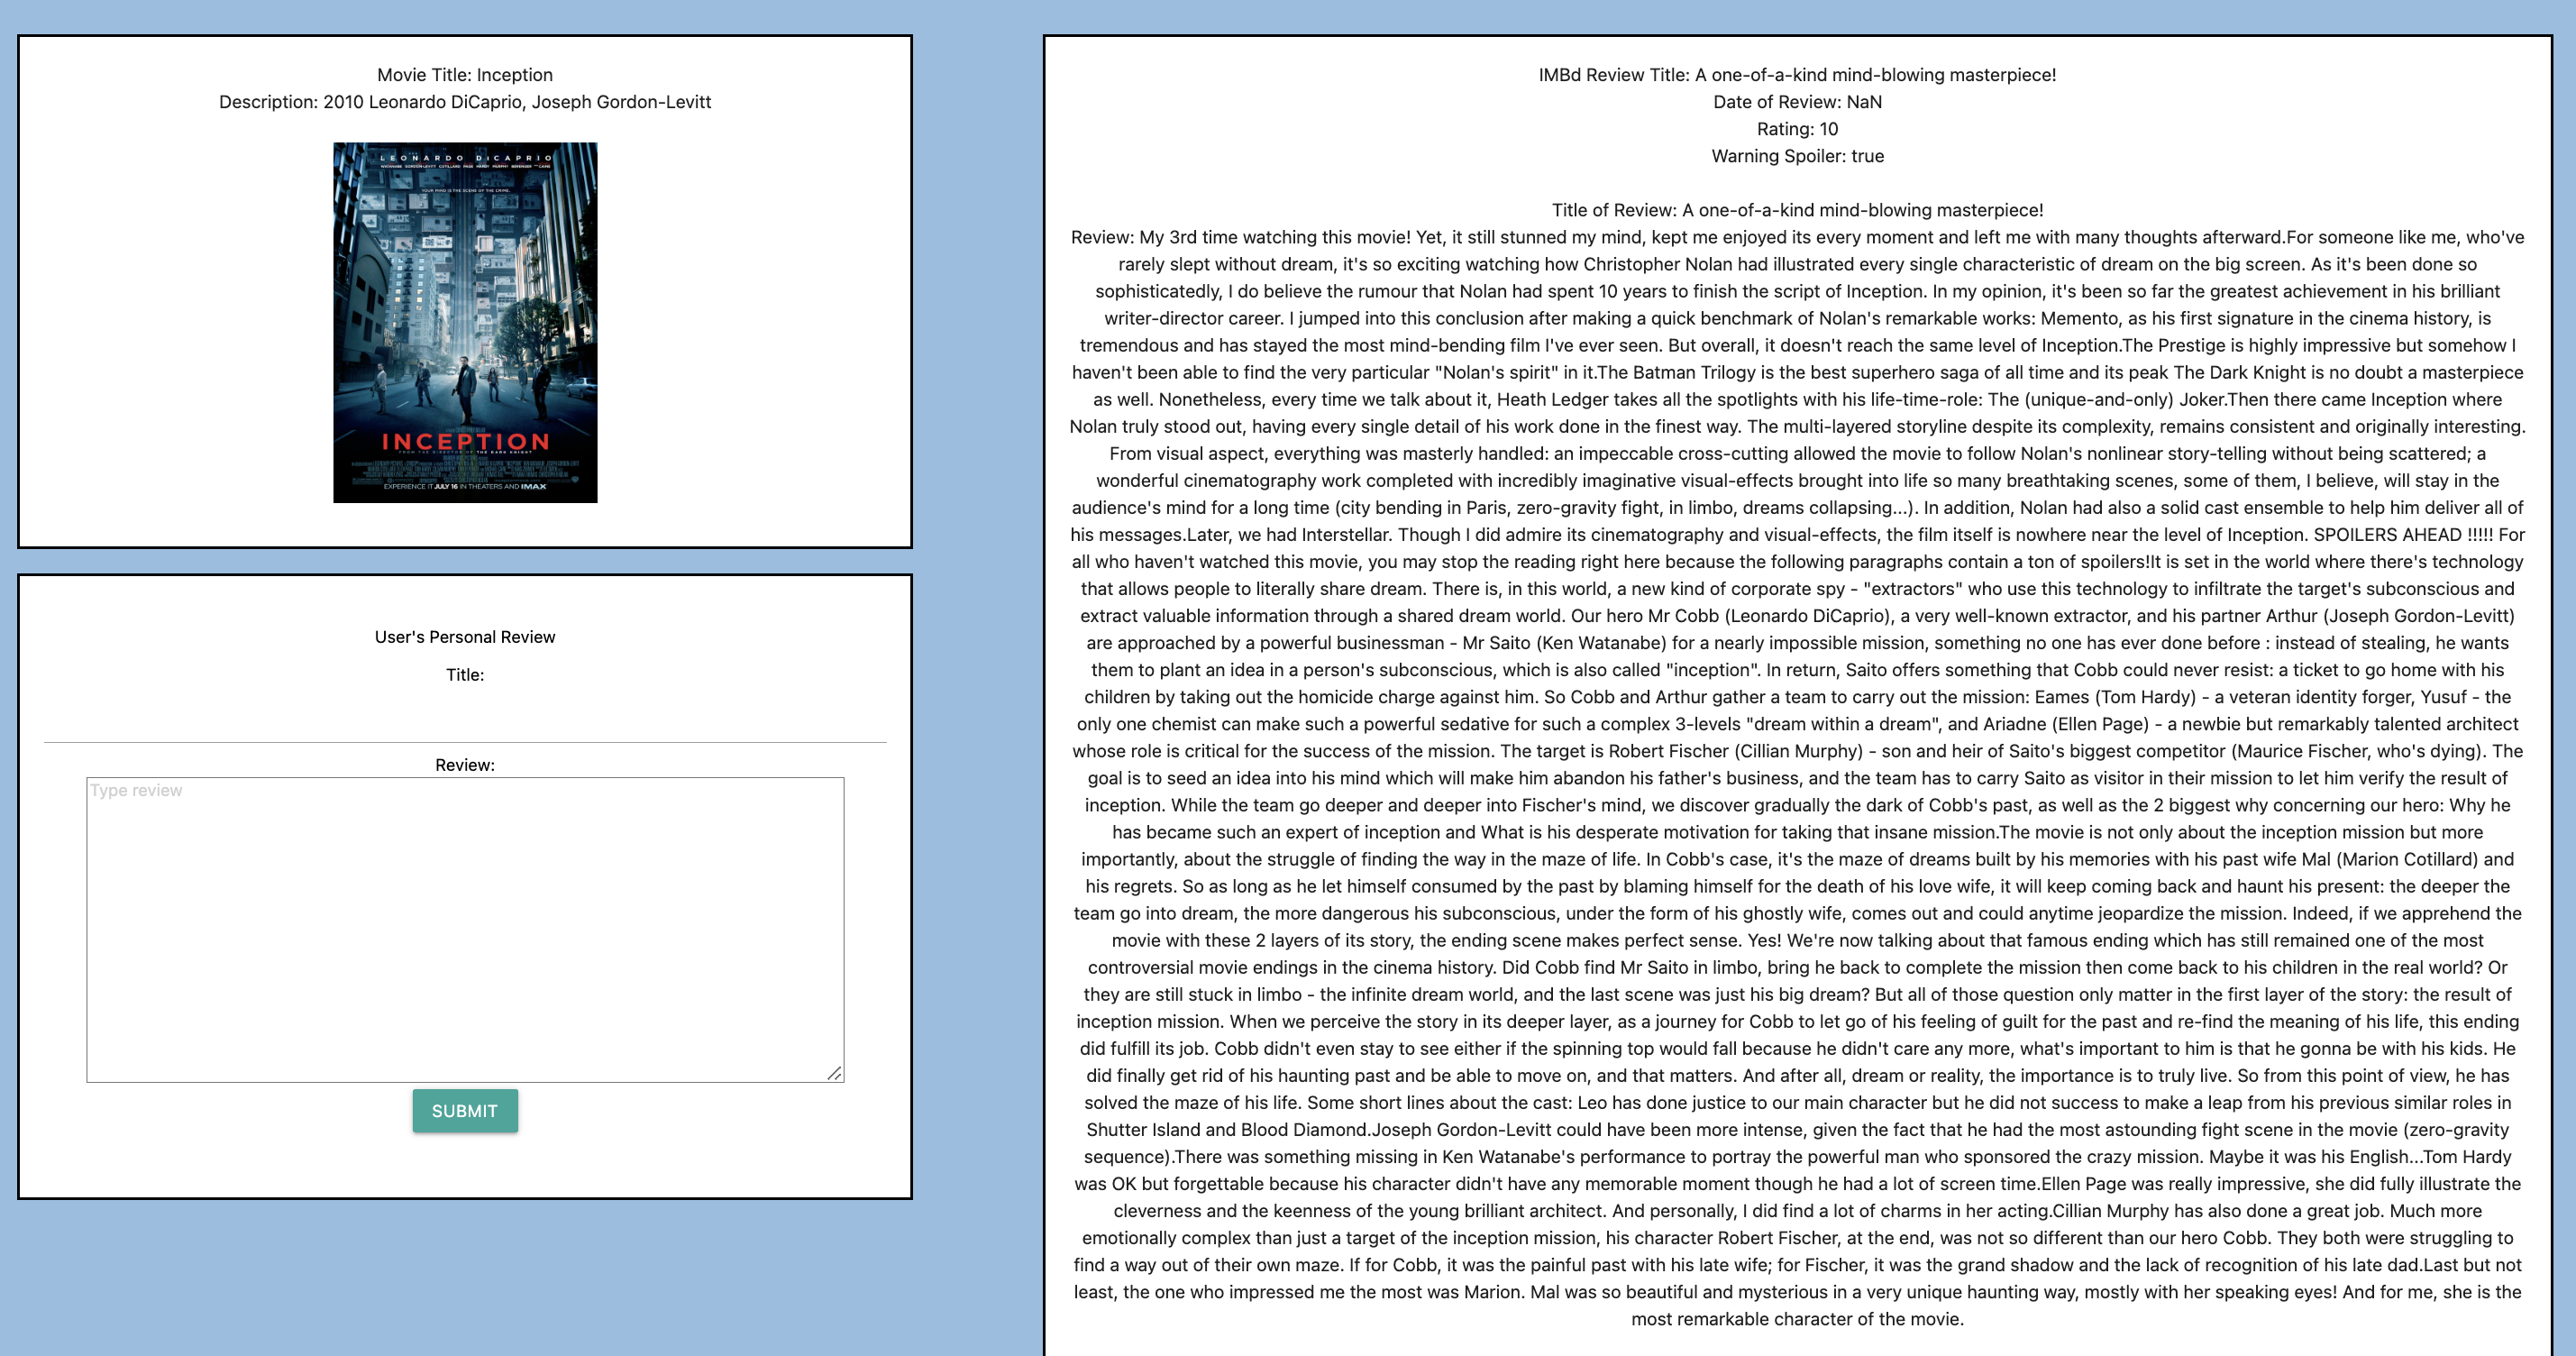 Movie Title: Inception
Description: 2010 Leonardo DiCaprio, Joseph Gordon-Levitt
LEONARDO DiCAPRIO
YOUR MIND IS THE SCENE OF THE CRIME.
INCEPTION
FROM THE DIRECTOR OF THE DARK KNIGHT
EXPERIENCE IT JULY 16 IN THEATERS AND IMAX
User's Personal Review
Title:
Review:
Type review
SUBMIT
IMBd Review Title: A one-of-a-kind mind-blowing masterpiece!
Date of Review: NaN
Rating: 10
Warning Spoiler: true
Title of Review: A one-of-a-kind mind-blowing masterpiece!
Review: My 3rd time watching this movie! Yet, it still stunned my mind, kept me enjoyed its every moment and left me with many thoughts afterward.For someone like me, who've
rarely slept without dream, it's so exciting watching how Christopher Nolan had illustrated every single characteristic of dream on the big screen. As it's been done so
sophisticatedly, I do believe the rumour that Nolan had spent 10 years to finish the script of Inception. In my opinion, it's been so far the greatest achievement in his brilliant
writer-director career. I jumped into this conclusion after making a quick benchmark of Nolan's remarkable works: Memento, as his first signature in the cinema history, is
tremendous and has stayed the most mind-bending film I've ever seen. But overall, it doesn't reach the same level of Inception.The Prestige is highly impressive but somehow I
haven't been able to find the very particular "Nolan's spirit" in it.The Batman Trilogy is the best superhero saga of all time and its peak The Dark Knight is no doubt a masterpiece
as well. Nonetheless, every time we talk about it, Heath Ledger takes all the spotlights with his life-time-role: The (unique-and-only) Joker.Then there came Inception where
Nolan truly stood out, having every single detail of his work done in the finest way. The multi-layered storyline despite its complexity, remains consistent and originally interesting.
From visual aspect, everything was masterly handled: an impeccable cross-cutting allowed the movie to follow Nolan's nonlinear story-telling without being scattered; a
wonderful cinematography work completed with incredibly imaginative visual-effects brought into life so many breathtaking scenes, some of them, I believe, will stay in the
audience's mind for a long time (city bending in Paris, zero-gravity fight, in limbo, dreams collapsing...). In addition, Nolan had also a solid cast ensemble to help him deliver all of
his messages.Later, we had Interstellar. Though I did admire its cinematography and visual-effects, the film itself is nowhere near the level of Inception. SPOILERS AHEAD !!!!! For
all who haven't watched this movie, you may stop the reading right here because the following paragraphs contain a ton of spoilers!It is set in the world where there's technology
that allows people to literally share dream. There is, in this world, a new kind of corporate spy - "extractors" who use this technology to infiltrate the target's subconscious and
extract valuable information through a shared dream world. Our hero Mr Cobb (Leonardo DiCaprio), a very well-known extractor, and his partner Arthur (Joseph Gordon-Levitt)
are approached by a powerful businessman - Mr Saito (Ken Watanabe) for a nearly impossible mission, something no one has ever done before : instead of stealing, he wants
them to plant an idea in a person's subconscious, which is also called "inception". In return, Saito offers something that Cobb could never resist: a ticket to go home with his
children by taking out the homicide charge against him. So Cobb and Arthur gather a team to carry out the mission: Eames (Tom Hardy) - a veteran identity forger, Yusuf - the
only one chemist can make such a powerful sedative for such a complex 3-levels "dream within a dream", and Ariadne (Ellen Page) - a newbie but remarkably talented architect
whose role is critical for the success of the mission. The target is Robert Fischer (Cillian Murphy) - son and heir of Saito's biggest competitor (Maurice Fischer, who's dying). The
goal is to seed an idea into his mind which will make him abandon his father's business, and the team has to carry Saito as visitor in their mission to let him verify the result of
inception. While the team go deeper and deeper into Fischer's mind, we discover gradually the dark of Cobb's past, as well as the 2 biggest why concerning our hero: Why he
has became such an expert of inception and What is his desperate motivation for taking that insane mission.The movie is not only about the inception mission but more
importantly, about the struggle of finding the way in the maze of life. In Cobb's case, it's the maze of dreams built by his memories with his past wife Mal (Marion Cotillard) and
his regrets. So as long as he let himself consumed by the past by blaming himself for the death of his love wife, it will keep coming back and haunt his present: the deeper the
team go into dream, the more dangerous his subconscious, under the form of his ghostly wife, comes out and could anytime jeopardize the mission. Indeed, if we apprehend the
movie with these 2 layers of its story, the ending scene makes perfect sense. Yes! We're now talking about that famous ending which has still remained one of the most
controversial movie endings in the cinema history. Did Cobb find Mr Saito in limbo, bring he back to complete the mission then come back to his children in the real world? Or
they are still stuck in limbo - the infinite dream world, and the last scene was just his big dream? But all of those question only matter in the first layer of the story: the result of
inception mission. When we perceive the story in its deeper layer, as a journey for Cobb to let go of his feeling of guilt for the past and re-find the meaning of his life, this ending
did fulfill its job. Cobb didn't even stay to see either if the spinning top would fall because he didn't care any more, what's important to him is that he gonna be with his kids. He
did finally get rid of his haunting past and be able to move on, and that matters. And after all, dream or reality, the importance is to truly live. So from this point of view, he has
solved the maze of his life. Some short lines about the cast: Leo has done justice to our main character but he did not success to make a leap from his previous similar roles in
Shutter Island and Blood Diamond.Joseph Gordon-Levitt could have been more intense, given the fact that he had the most astounding fight scene in the movie (zero-gravity
sequence).There was something missing in Ken Watanabe's performance to portray the powerful man who sponsored the crazy mission. Maybe it was his English...Tom Hardy
was OK but forgettable because his character didn't have any memorable moment though he had a lot of screen time.Ellen Page was really impressive, she did fully illustrate the
cleverness and the keenness of the young brilliant architect. And personally, I did find a lot of charms in her acting.Cillian Murphy has also done a great job. Much more
emotionally complex than just a target of the inception mission, his character Robert Fischer, at the end, was not so different than our hero Cobb. They both were struggling to
find a way out of their own maze. If for Cobb, it was the painful past with his late wife; for Fischer, it was the grand shadow and the lack of recognition of his late dad.Last but not
least, the one who impressed me the most was Marion. Mal was so beautiful and mysterious in a very unique haunting way, mostly with her speaking eyes! And for me, she is the
most remarkable character of the movie.